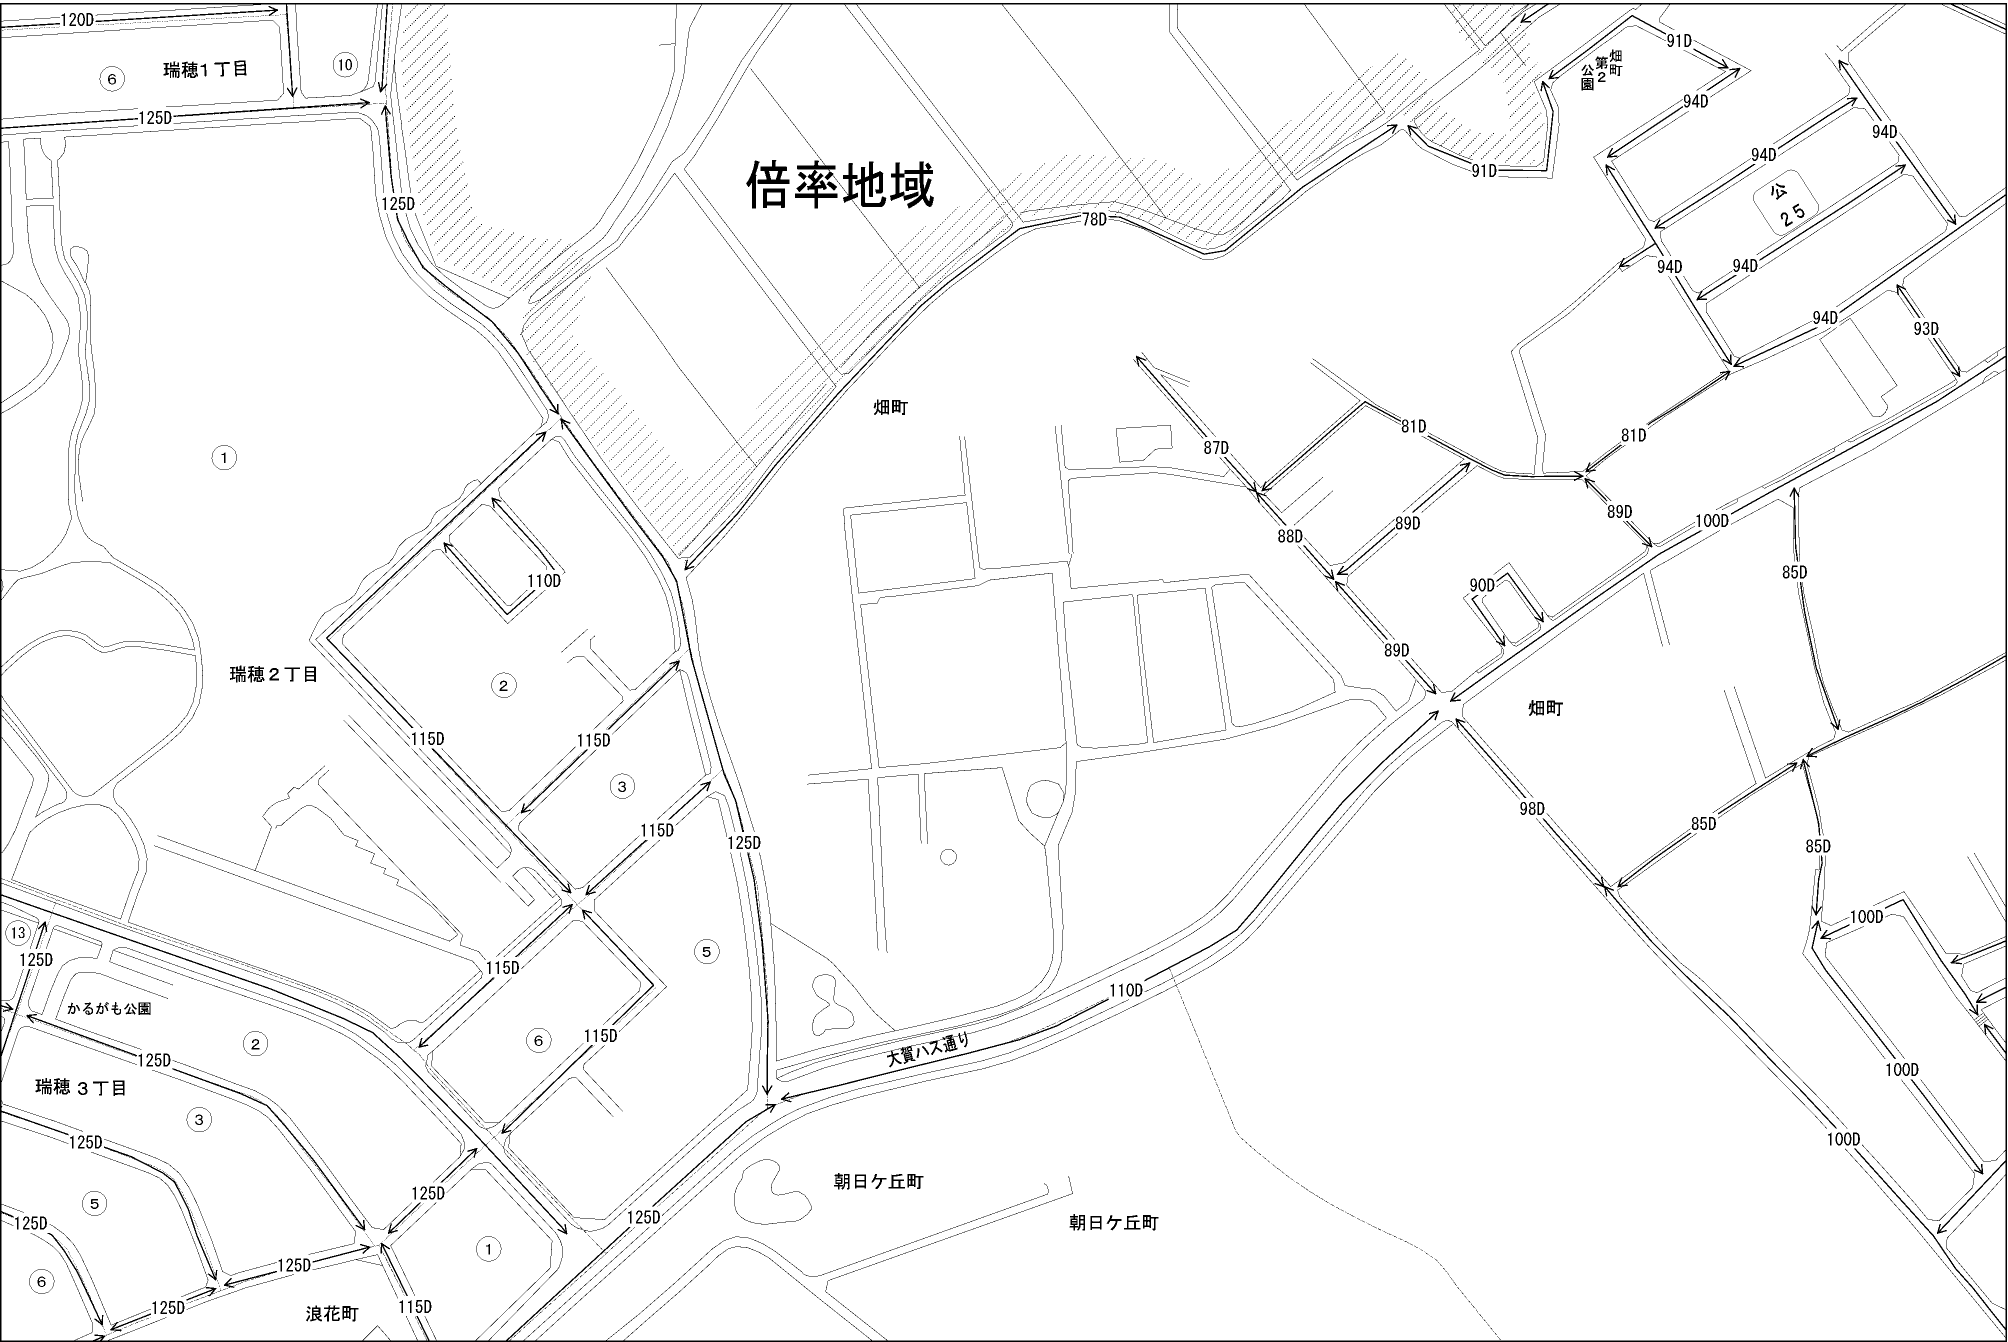 120D
⑥
瑞穂1丁目
⑩
125D
125D
倍率地域
78D
91D
畑町
第2
公園
91D
94D
94D
94D
公
25
94D
94D
94D
93D
畑町
87D
81D
81D
①
88D
89D
89D
100D
90D
85D
110D
89D
瑞穂2丁目
②
115D
115D
③
115D
125D
畑町
98D
85D
85D
⑬
125D
115D
⑤
100D
かるがも公園
②
115D
⑥
110D
大賀ハス通り
125D
瑞穂3丁目
③
100D
125D
100D
⑤
125D
125D
125D
朝日ケ丘町
朝日ケ丘町
⑥
125D
①
125D
浪花町
115D